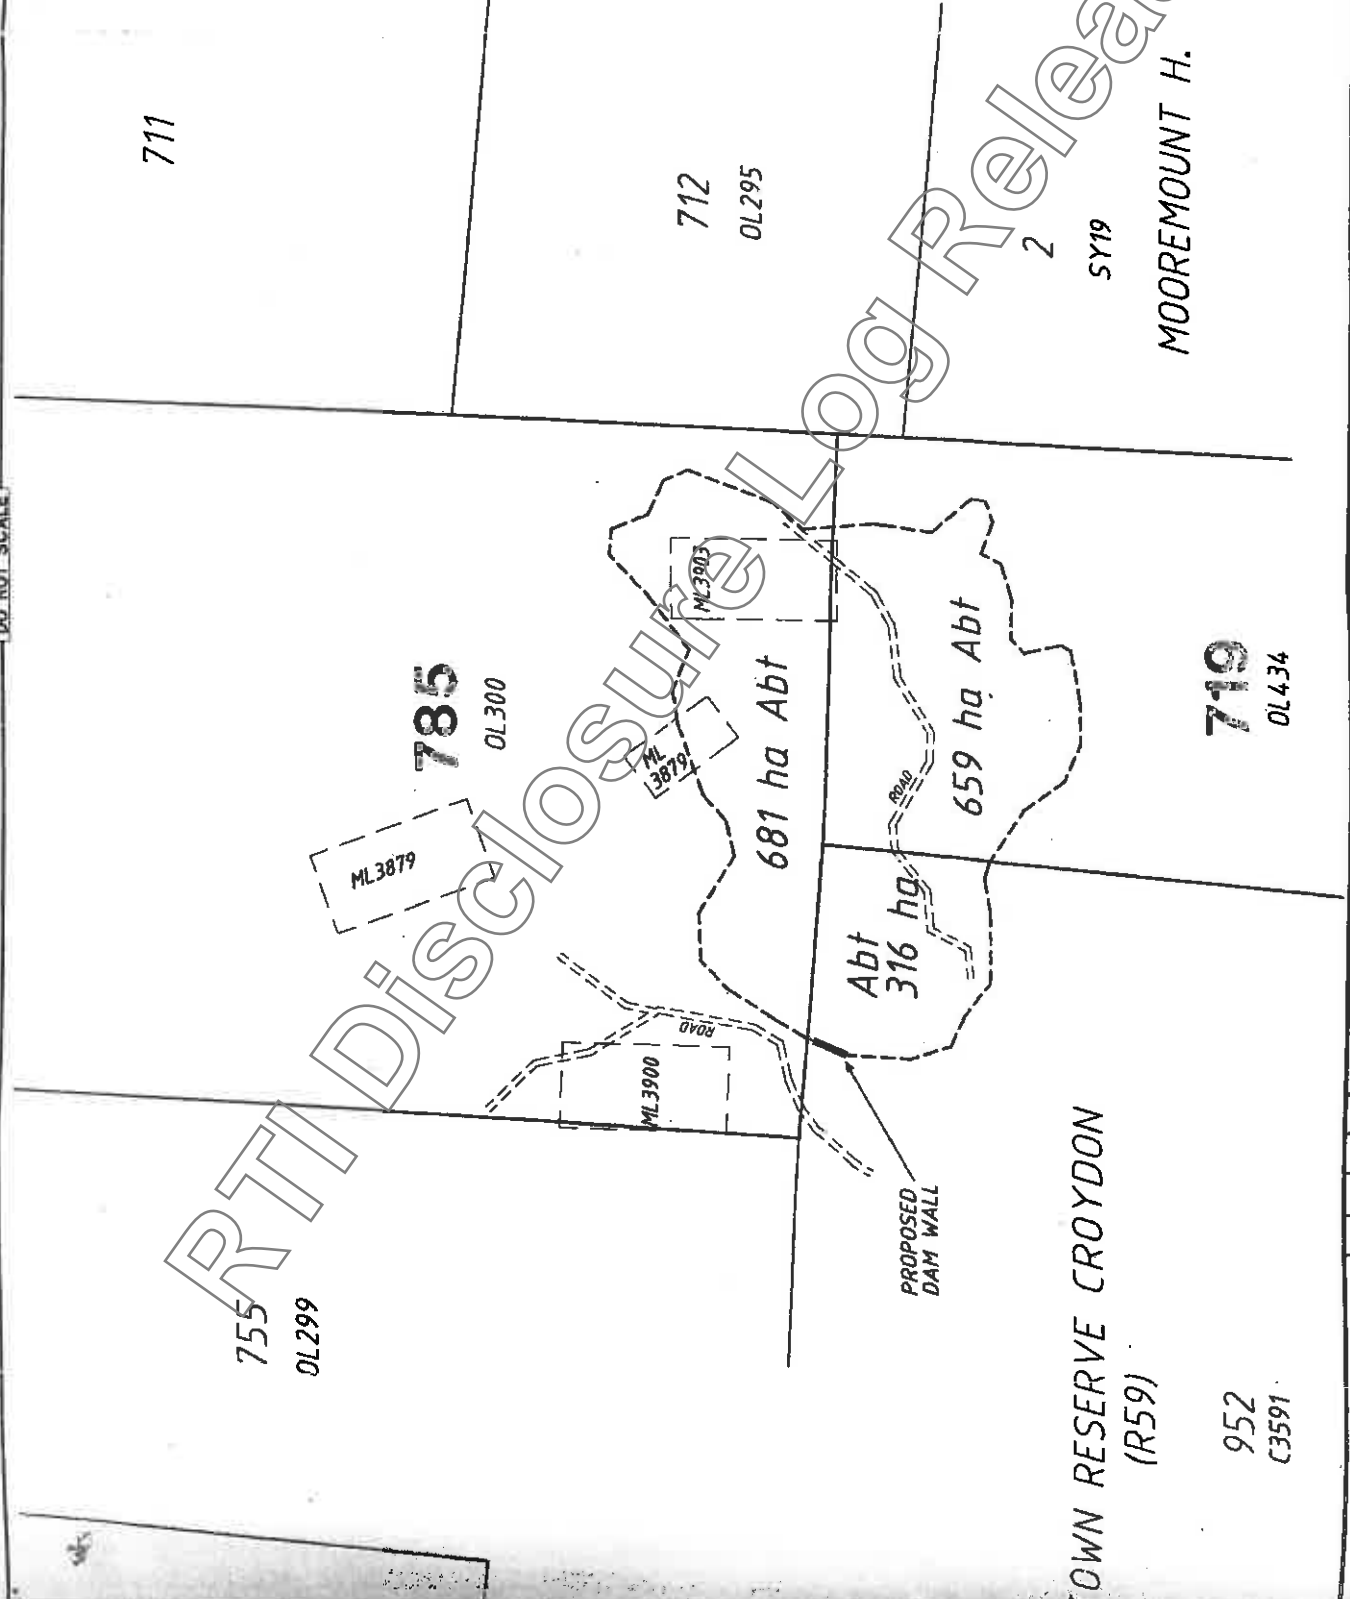 DO NOT SCALE
711
712
OL295
2
SY19
MOOREMOUNT H.
785
OL300
ML3903
ML
3879
ML3879
681 ha Abt
659 ha Abt
719
OL434
ROAD
Abt
316 ha
ROAD
ML3900
PROPOSED
DAM WALL
755
OL299
OWN RESERVE CROYDON
(R59)
952
C3591
RTI Disclosure Log Relea